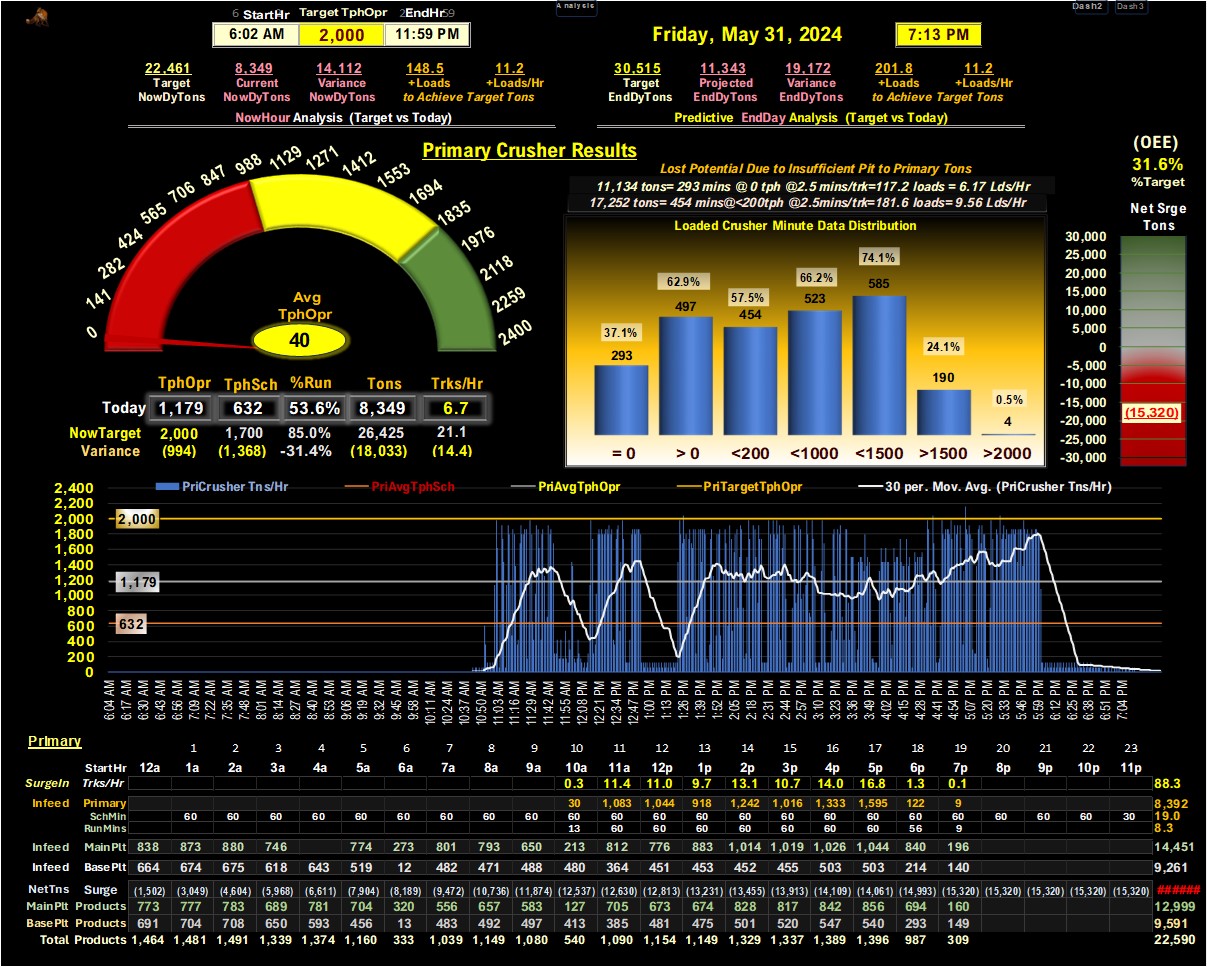 6 StartHr Target TphOpr 2 EndHr 59
6:02 AM 2,000 11:59 PM
Analysis
Dash2 Dash3
Friday, May 31, 2024 7:13 PM
22,461 8,349 14,112 148.5 11.2
Target Current Variance +Loads +Loads/Hr
NowDyTons NowDyTons NowDyTons to Achieve Target Tons
NowHour Analysis (Target vs Today)
30,515 11,343 19,172 201.8 11.2
Target Projected Variance +Loads +Loads/Hr
EndDyTons EndDyTons EndDyTons to Achieve Target Tons
Predictive EndDay Analysis (Target vs Today)
Primary Crusher Results
0 141 282 424 565 706 847 988 1129 1271 1412 1553 1694 1835 1976 2118 2259 2400
Avg
TphOpr
40
TphOpr TphSch %Run Tons Trks/Hr
Today 1,179 632 53.6% 8,349 6.7
NowTarget 2,000 1,700 85.0% 26,425 21.1
Variance (994) (1,368) -31.4% (18,033) (14.4)
Lost Potential Due to Insufficient Pit to Primary Tons
11,134 tons= 293 mins @ 0 tph @2.5 mins/trk=117.2 loads = 6.17 Lds/Hr
17,252 tons= 454 mins@<200tph @2.5mins/trk=181.6 loads= 9.56 Lds/Hr
Loaded Crusher Minute Data Distribution
37.1% 62.9% 57.5% 66.2% 74.1% 24.1% 0.5%
293 497 454 523 585 190 4
= 0 > 0 <200 <1000 <1500 >1500 >2000
(OEE)
31.6%
%Target
Net Srge
Tons
30,000
25,000
20,000
15,000
10,000
5,000
0
-5,000
-10,000
-15,000
(15,320)
-20,000
-25,000
-30,000
PriCrusher Tns/Hr PriAvgTphSch PriAvgTphOpr PriTargetTphOpr 30 per. Mov. Avg. (PriCrusher Tns/Hr)
2,400
2,200
2,000 2,000
1,800
1,600
1,400
1,200 1,179
1,000
800
600 632
400
200
0
6:04 AM 6:17 AM 6:30 AM 6:43 AM 6:56 AM 7:09 AM 7:22 AM 7:35 AM 7:48 AM 8:01 AM 8:14 AM 8:27 AM 8:40 AM 8:53 AM 9:06 AM 9:19 AM 9:32 AM 9:45 AM 9:58 AM 10:11 AM 10:24 AM 10:37 AM 10:50 AM 11:03 AM 11:16 AM 11:29 AM 11:42 AM 11:55 AM 12:08 PM 12:21 PM 12:34 PM 12:47 PM 1:00 PM 1:13 PM 1:26 PM 1:39 PM 1:52 PM 2:05 PM 2:18 PM 2:31 PM 2:44 PM 2:57 PM 3:10 PM 3:23 PM 3:36 PM 3:49 PM 4:02 PM 4:15 PM 4:28 PM 4:41 PM 4:54 PM 5:07 PM 5:20 PM 5:33 PM 5:46 PM 5:59 PM 6:12 PM 6:25 PM 6:38 PM 6:51 PM 7:04 PM
Primary
1 2 3 4 5 6 7 8 9 10 11 12 13 14 15 16 17 18 19 20 21 22 23
StartHr 12a 1a 2a 3a 4a 5a 6a 7a 8a 9a 10a 11a 12p 1p 2p 3p 4p 5p 6p 7p 8p 9p 10p 11p
SurgeIn Trks/Hr 0.3 11.4 11.0 9.7 13.1 10.7 14.0 16.8 1.3 0.1 88.3
Infeed Primary 30 1,083 1,044 918 1,242 1,016 1,333 1,595 122 9 8,392
SchMin 60 60 60 60 60 60 60 60 60 60 60 60 60 60 60 60 60 60 60 60 60 60 30 19.0
RunMins 13 60 60 60 60 60 60 60 56 9 8.3
Infeed MainPlt 838 873 880 746 774 273 801 793 650 213 812 776 883 1,014 1,019 1,026 1,044 840 196 14,451
Infeed BasePlt 664 674 675 618 643 519 12 482 471 488 480 364 451 453 452 455 503 503 214 140 9,261
NetTns Surge (1,502) (3,049) (4,604) (5,968) (6,611) (7,904) (8,189) (9,472) (10,736) (11,874) (12,537) (12,630) (12,813) (13,231) (13,455) (13,913) (14,109) (14,061) (14,993) (15,320) (15,320) (15,320) (15,320) (15,320) ######
MainPlt Products 773 777 783 689 781 704 320 556 657 583 127 705 673 674 828 817 842 856 694 160 12,999
BasePlt Products 691 704 708 650 593 456 13 483 492 497 413 385 481 475 501 520 547 540 293 149 9,591
Total Products 1,464 1,481 1,491 1,339 1,374 1,160 333 1,039 1,149 1,080 540 1,090 1,154 1,149 1,329 1,337 1,389 1,396 987 309 22,590